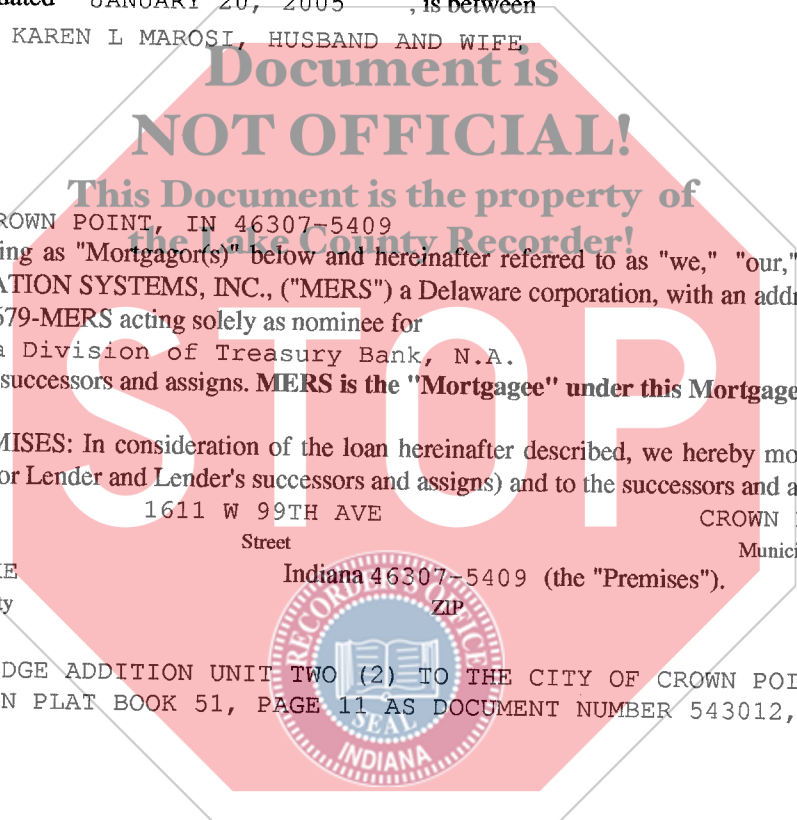 dated JANUARY 20, 2005 , is between
KAREN L MAROSI, HUSBAND AND WIFE
Document is
NOT OFFICIAL!
This Document is the property of
the Lake County Recorder!
ROWN POINT, IN 46307-5409
ing as "Mortgagor(s)" below and hereinafter referred to as "we," "our,"
ATION SYSTEMS, INC., ("MERS") a Delaware corporation, with an addr
679-MERS acting solely as nominee for
a Division of Treasury Bank, N.A.
successors and assigns. MERS is the "Mortgagee" under this Mortgage
STOP
MISES: In consideration of the loan hereinafter described, we hereby mo
or Lender and Lender's successors and assigns) and to the successors and a
1611 W 99TH AVE CROWN
Street Munici
KE Indiana 46307-5409 (the "Premises").
ty ZIP
RECORDER'S OFFICE
SEAL
INDIANA
DGE ADDITION UNIT TWO (2) TO THE CITY OF CROWN POI
N PLAT BOOK 51, PAGE 11 AS DOCUMENT NUMBER 543012,